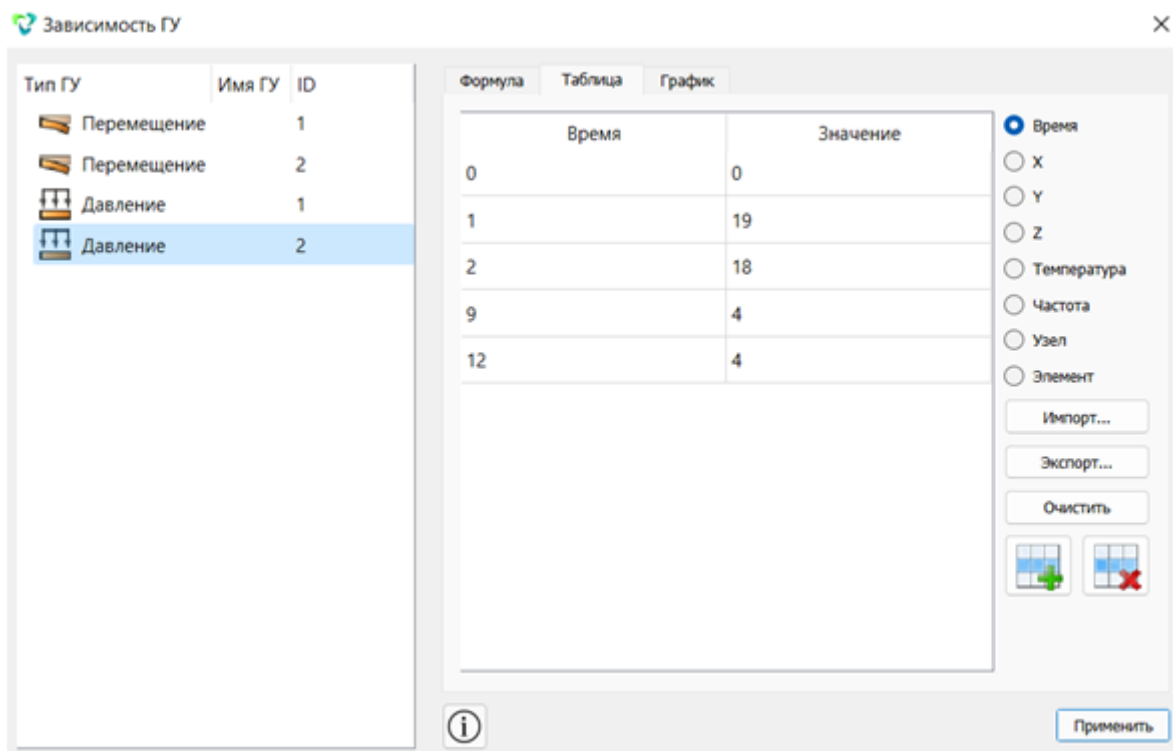 Зависимость ГУ
Тип ГУ Имя ГУ ID
Перемещение 1
Перемещение 2
Давление 1
Давление 2
Формула Таблица График
Время Значение
0 0
1 19
2 18
9 4
12 4
Время
X
Y
Z
Температура
Частота
Узел
Элемент
Импорт...
Экспорт...
Очистить
Применить